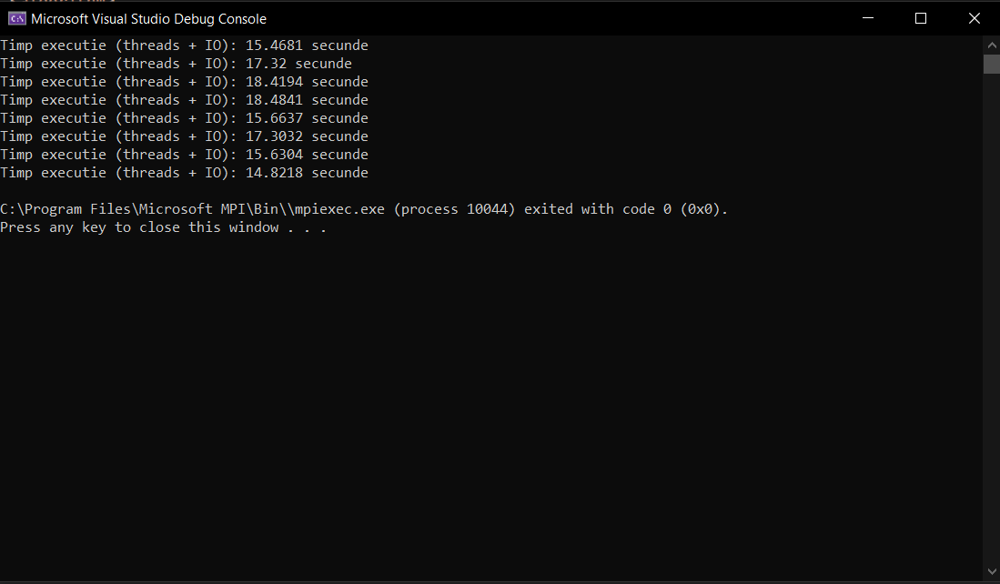 Microsoft Visual Studio Debug Console
Timp executie (threads + IO): 15.4681 secunde
Timp executie (threads + IO): 17.32 secunde
Timp executie (threads + IO): 18.4194 secunde
Timp executie (threads + IO): 18.4841 secunde
Timp executie (threads + IO): 15.6637 secunde
Timp executie (threads + IO): 17.3032 secunde
Timp executie (threads + IO): 15.6304 secunde
Timp executie (threads + IO): 14.8218 secunde
C:\Program Files\Microsoft MPI\Bin\\mpiexec.exe (process 10044) exited with code 0 (0x0).
Press any key to close this window . . .